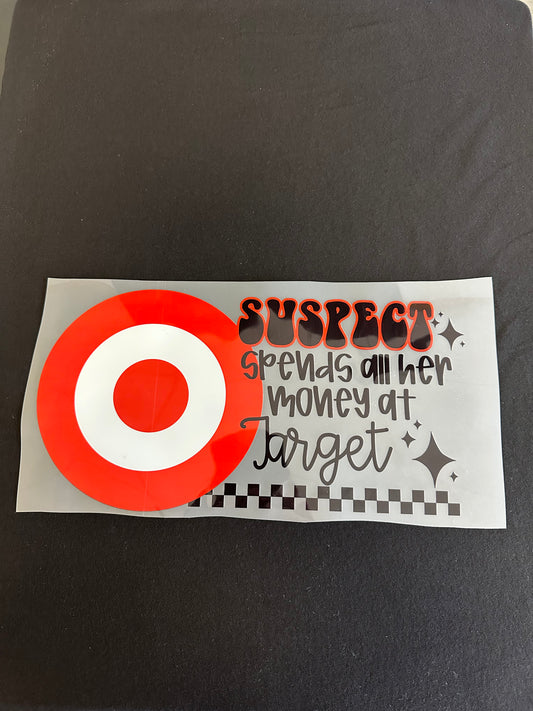 SUSPECT
spends all her
money at
Target